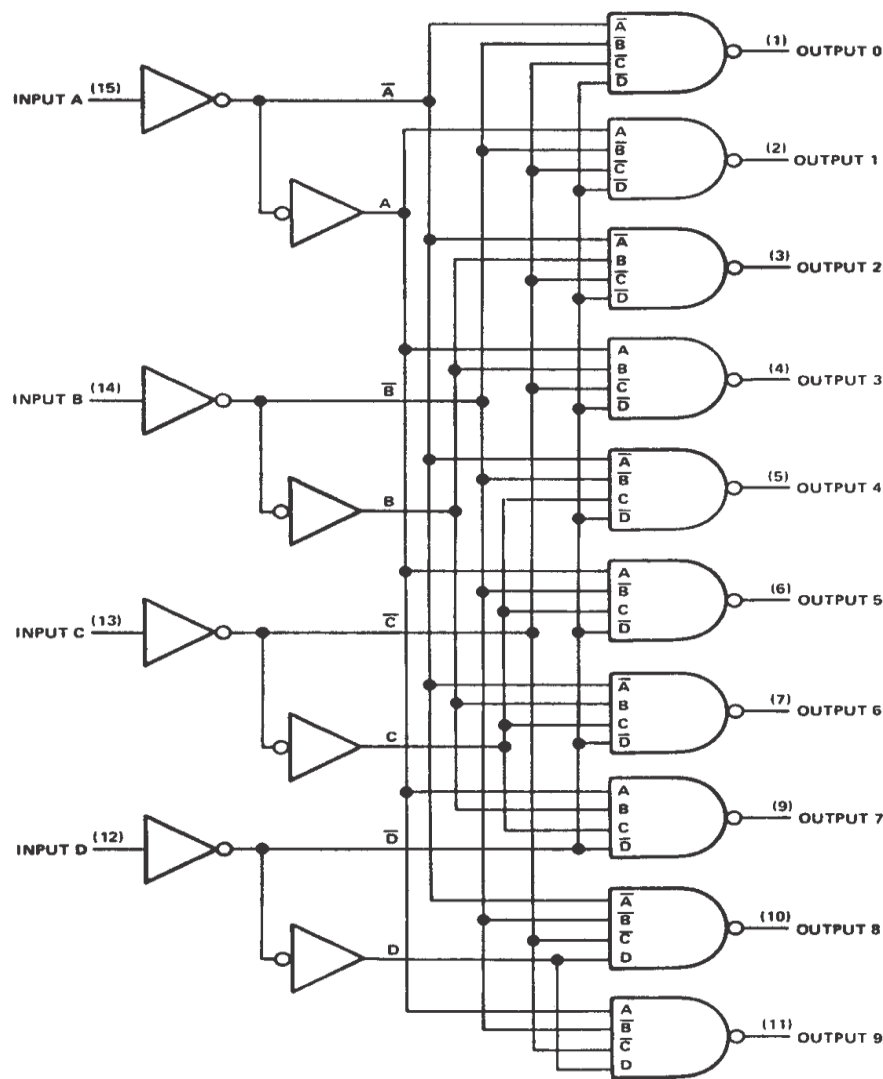 A̅
B̅
C̅
D̅
(1)
OUTPUT 0
INPUT A
(15)
A̅
A
B̅
C̅
D̅
(2)
OUTPUT 1
A
A̅
B
C̅
D̅
(3)
OUTPUT 2
A
B
C̅
D̅
(4)
OUTPUT 3
INPUT B
(14)
B̅
A̅
B̅
C
D̅
(5)
OUTPUT 4
B
A
B̅
C
D̅
(6)
OUTPUT 5
INPUT C
(13)
C̅
A̅
B
C
D̅
(7)
OUTPUT 6
C
A
B
C
D̅
(9)
OUTPUT 7
INPUT D
(12)
D̅
A̅
B̅
C̅
D
(10)
OUTPUT 8
D
A
B̅
C̅
D
(11)
OUTPUT 9